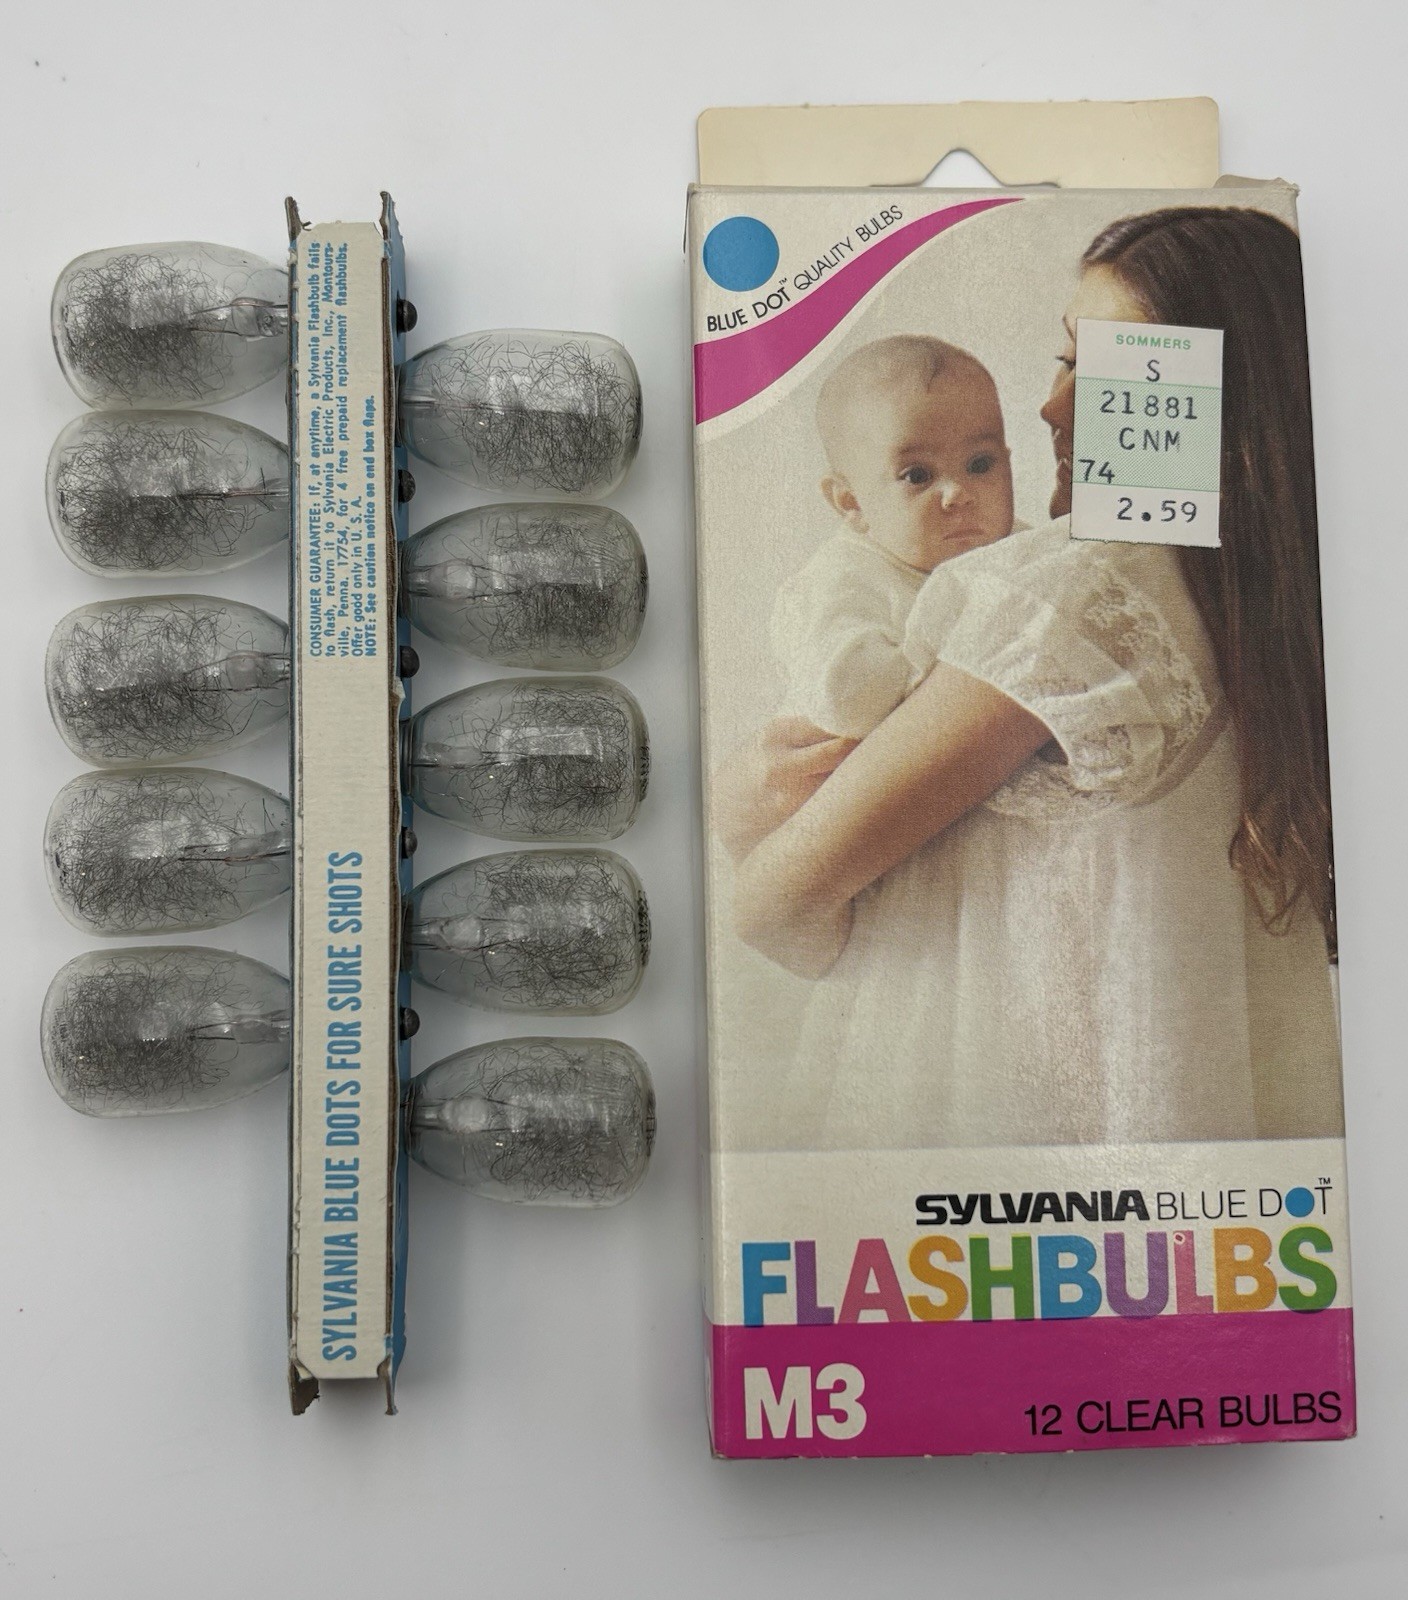 CONSUMER GUARANTEE: If, at anytime, a Sylvania Flashbulb fails
to flash, return it to Sylvania Electric Products, Inc., Montours-
ville, Penna. 17754, for 4 free prepaid replacement flashbulbs.
Offer good only in U. S. A.
NOTE: See caution notice on end box flaps.
SYLVANIA BLUE DOTS FOR SURE SHOTS
BLUE DOT™ QUALITY BULBS
SOMMERS
S
21881
CNM
74
2.59
SYLVANIA BLUE DOT™
FLASHBULBS
M3
12 CLEAR BULBS